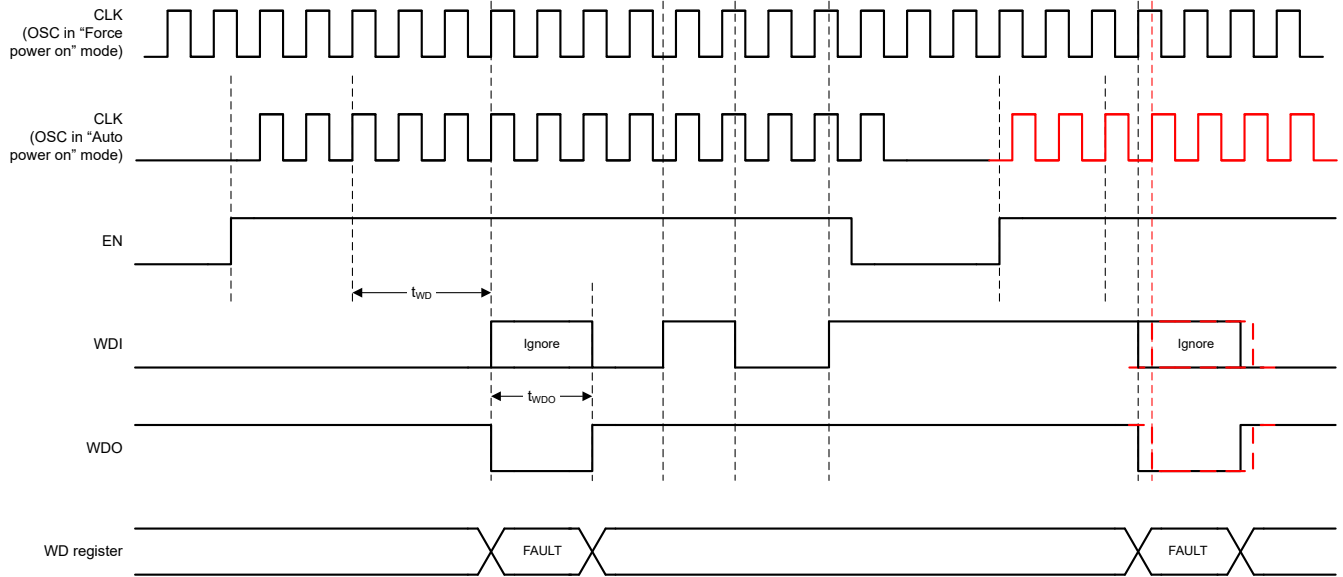 CLK
(OSC in “Force
power on” mode)
CLK
(OSC in “Auto
power on” mode)
EN
tWD
WDI
Ignore
Ignore
tWDO
WDO
WD register
FAULT
FAULT